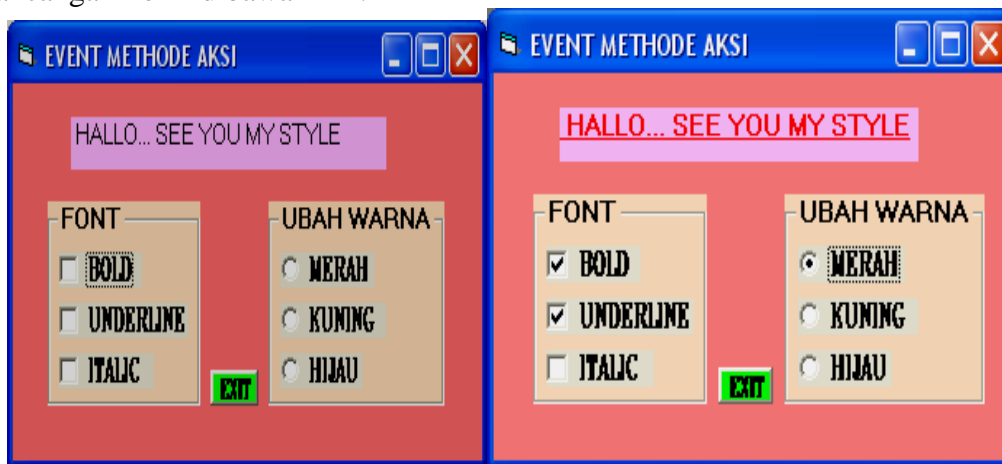 EVENT METHODE AKSI
HALLO... SEE YOU MY STYLE
FONT
BOLD
UNDERLINE
ITALIC
EXIT
UBAH WARNA
MERAH
KUNING
HIJAU
EVENT METHODE AKSI
HALLO... SEE YOU MY STYLE
FONT
BOLD
UNDERLINE
ITALIC
EXIT
UBAH WARNA
MERAH
KUNING
HIJAU